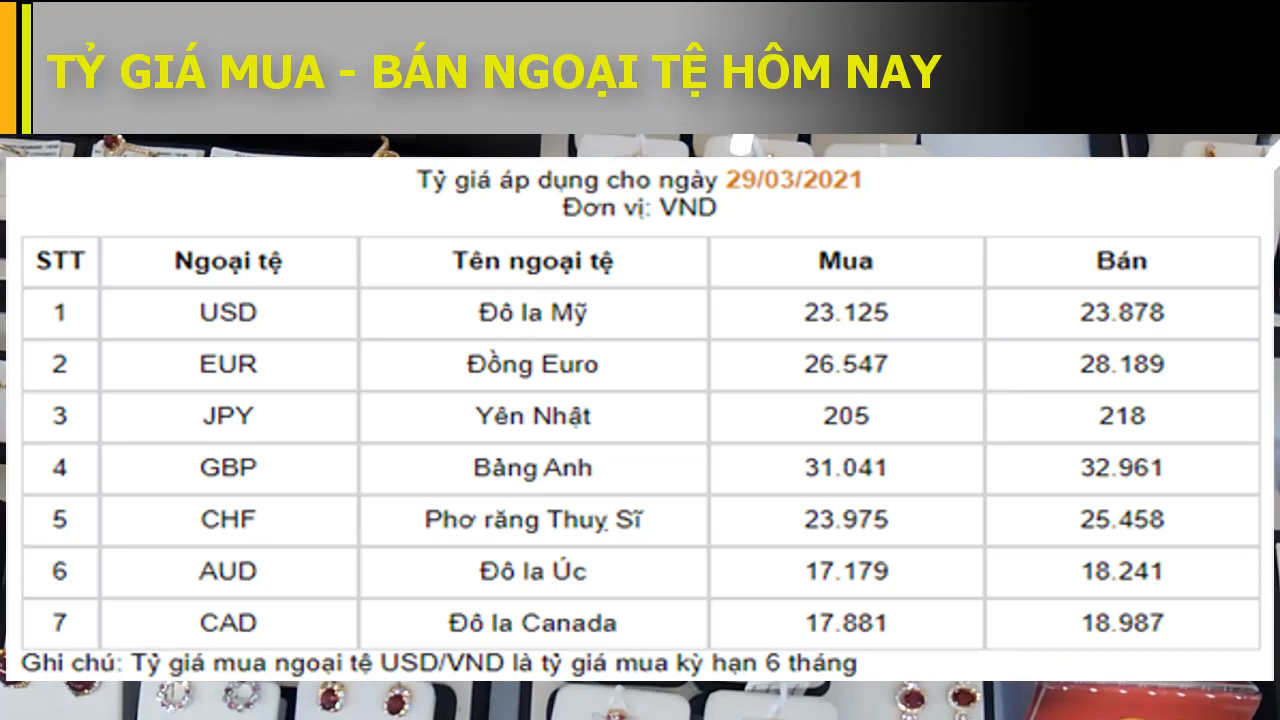 TỶ GIÁ MUA - BÁN NGOẠI TỆ HÔM NAY
Tỷ giá áp dụng cho ngày 29/03/2021
Đơn vị: VND
STT Ngoại tệ Tên ngoại tệ Mua Bán
1 USD Đô la Mỹ 23.125 23.878
2 EUR Đồng Euro 26.547 28.189
3 JPY Yên Nhật 205 218
4 GBP Bảng Anh 31.041 32.961
5 CHF Phơ răng Thuỵ Sĩ 23.975 25.458
6 AUD Đô la Úc 17.179 18.241
7 CAD Đô la Canada 17.881 18.987
Ghi chú: Tỷ giá mua ngoại tệ USD/VND là tỷ giá mua kỳ hạn 6 tháng